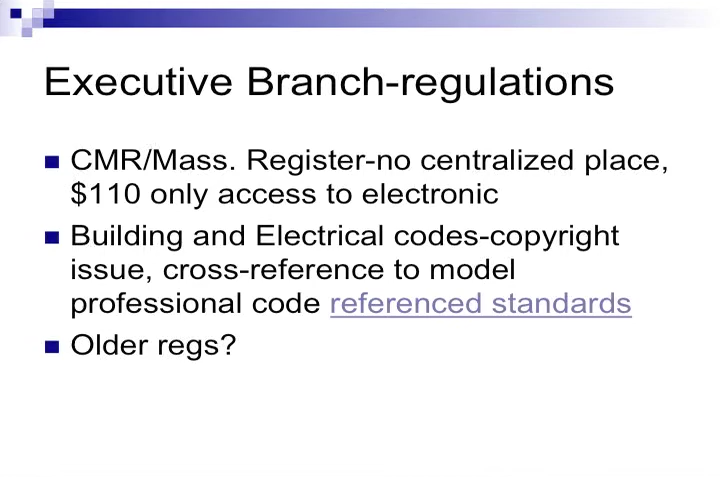 Executive Branch-regulations
CMR/Mass. Register-no centralized place,
$110 only access to electronic
Building and Electrical codes-copyright
issue, cross-reference to model
professional code referenced standards
Older regs?